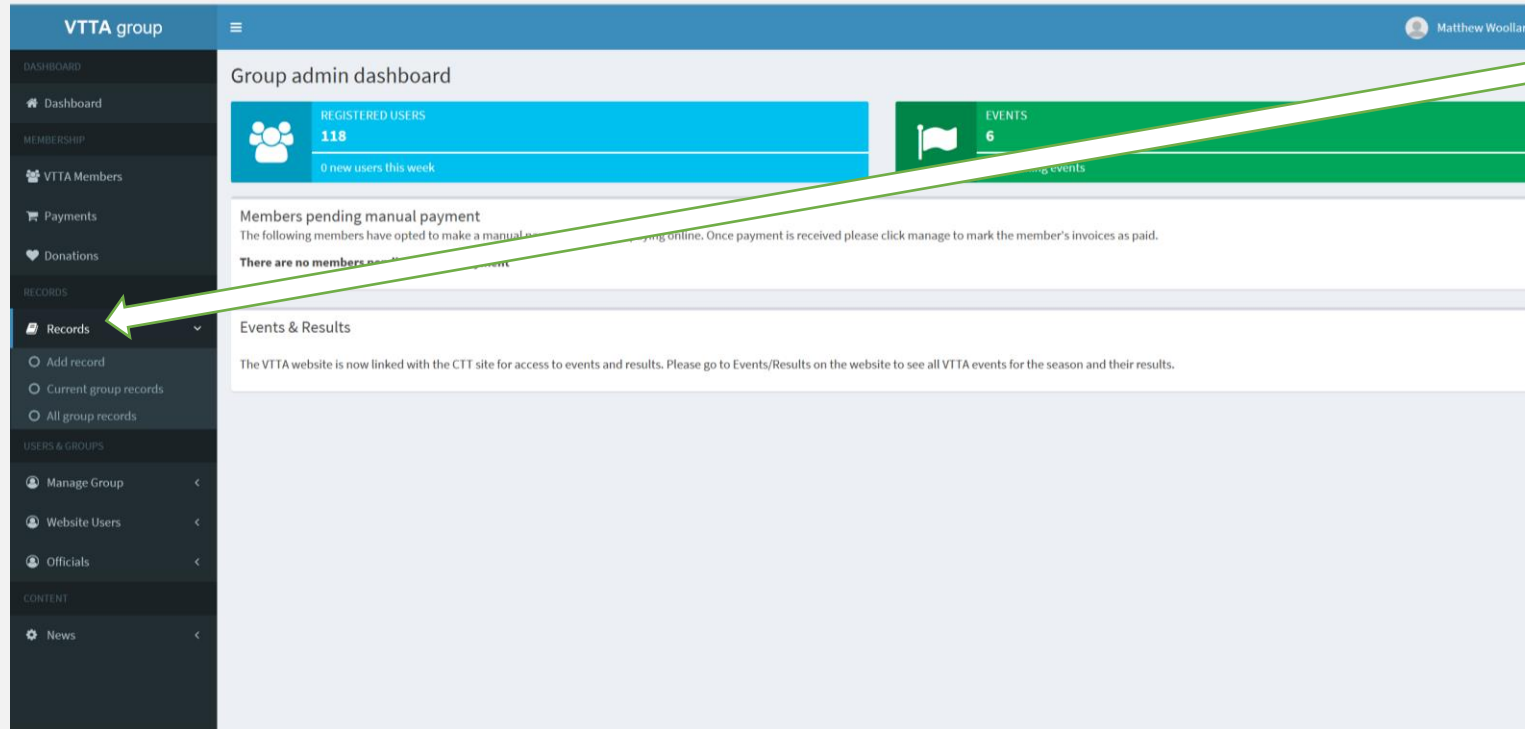 VTTA group
Matthew Woollar
DASHBOARD
Dashboard
MEMBERSHIP
VTTA Members
Payments
Donations
RECORDS
Records
Add record
Current group records
All group records
USERS & GROUPS
Manage Group
Website Users
Officials
CONTENT
News
Group admin dashboard
REGISTERED USERS
118
0 new users this week
EVENTS
6
events
Members pending manual payment
The following members have opted to make a manual online. Once payment is received please click manage to mark the member's invoices as paid.
There are no members
Events & Results
The VTTA website is now linked with the CTT site for access to events and results. Please go to Events/Results on the website to see all VTTA events for the season and their results.